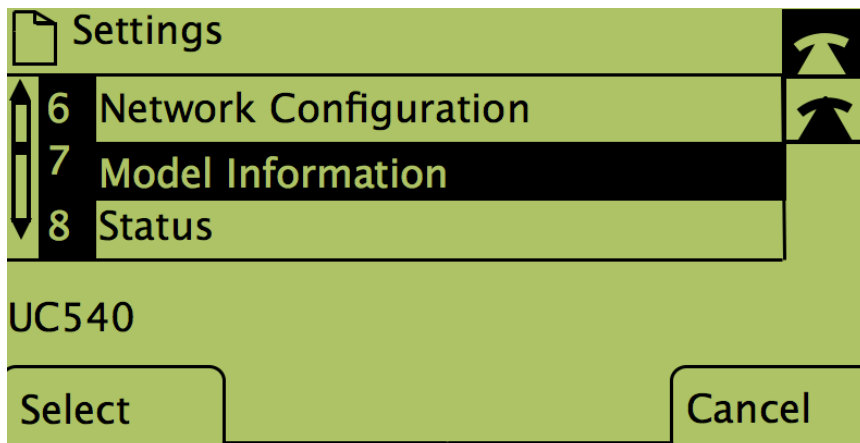 Settings
6 Network Configuration
7 Model Information
8 Status
UC540
Select Cancel